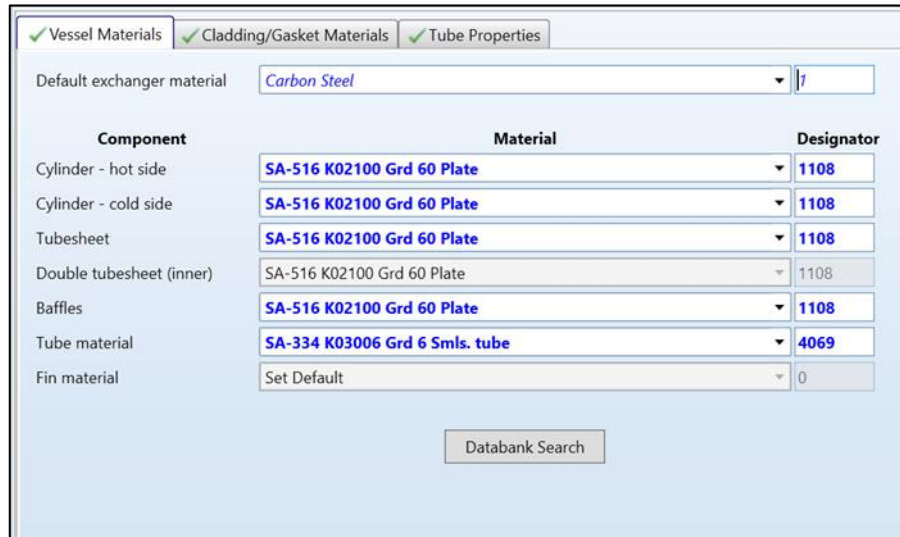 Vessel Materials Cladding/Gasket Materials Tube Properties
Default exchanger material Carbon Steel 1
Component Material Designator
Cylinder - hot side SA-516 K02100 Grd 60 Plate 1108
Cylinder - cold side SA-516 K02100 Grd 60 Plate 1108
Tubesheet SA-516 K02100 Grd 60 Plate 1108
Double tubesheet (inner) SA-516 K02100 Grd 60 Plate 1108
Baffles SA-516 K02100 Grd 60 Plate 1108
Tube material SA-334 K03006 Grd 6 Smls. tube 4069
Fin material Set Default 0
Databank Search